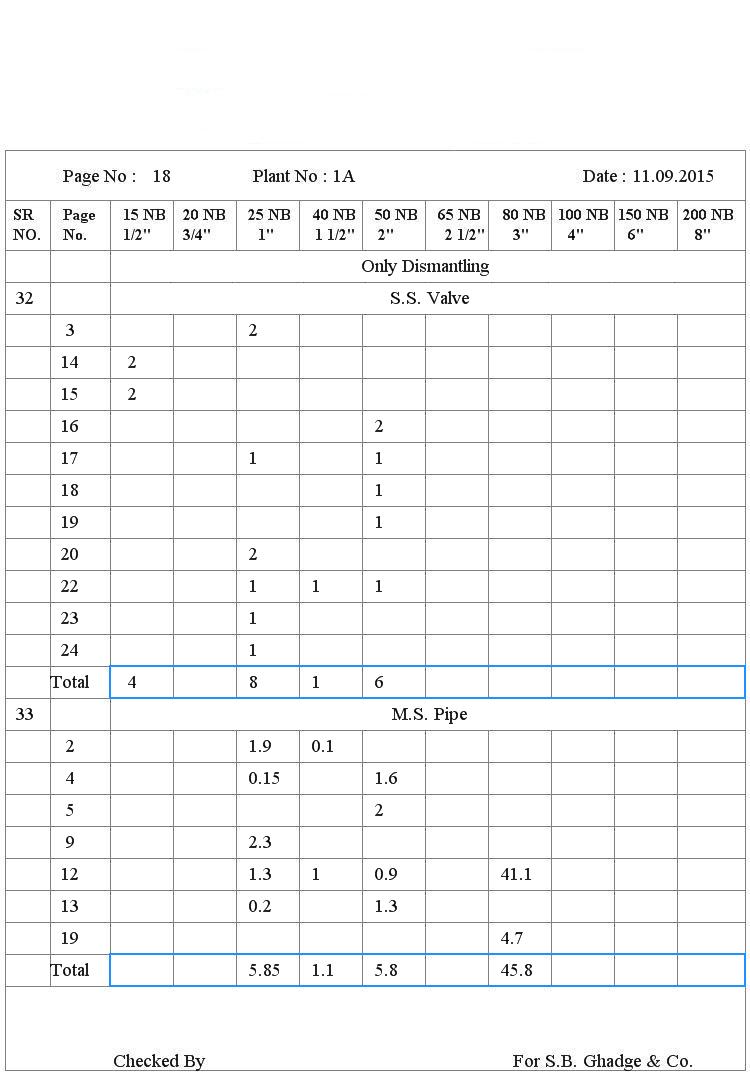 Page No : 18 Plant No : 1A Date : 11.09.2015
SR NO. Page No. 15 NB 1/2" 20 NB 3/4" 25 NB 1" 40 NB 1 1/2" 50 NB 2" 65 NB 2 1/2" 80 NB 3" 100 NB 4" 150 NB 6" 200 NB 8"
Only Dismantling
32 S.S. Valve
3 2
14 2
15 2
16 2
17 1 1
18 1
19 1
20 2
22 1 1 1
23 1
24 1
Total 4 8 1 6
33 M.S. Pipe
2 1.9 0.1
4 0.15 1.6
5 2
9 2.3
12 1.3 1 0.9 41.1
13 0.2 1.3
19 4.7
Total 5.85 1.1 5.8 45.8
Checked By For S.B. Ghadge & Co.